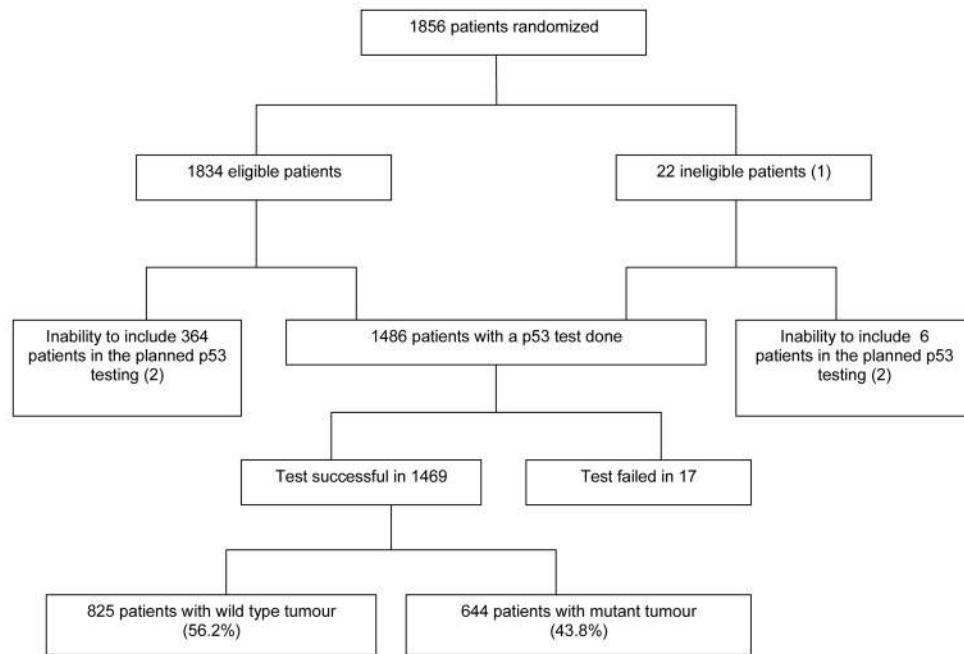 1856 patients randomized
1834 eligible patients
22 ineligible patients (1)
Inability to include 364
patients in the planned p53
testing (2)
1486 patients with a p53 test done
Inability to include 6
patients in the planned p53
testing (2)
Test successful in 1469
Test failed in 17
825 patients with wild type tumour
(56.2%)
644 patients with mutant tumour
(43.8%)